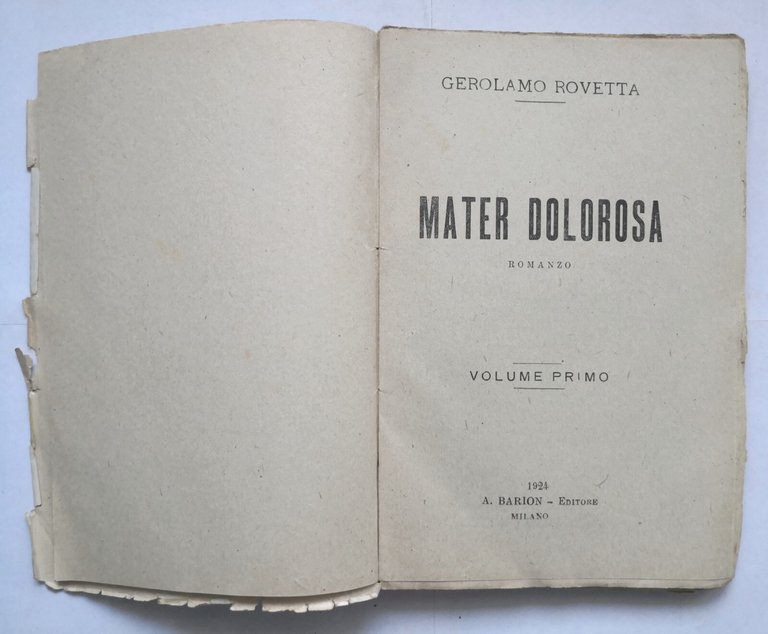 GEROLAMO ROVETTA
MATER DOLOROSA
ROMANZO
VOLUME PRIMO
1924
A. BARION - EDITORE
MILANO